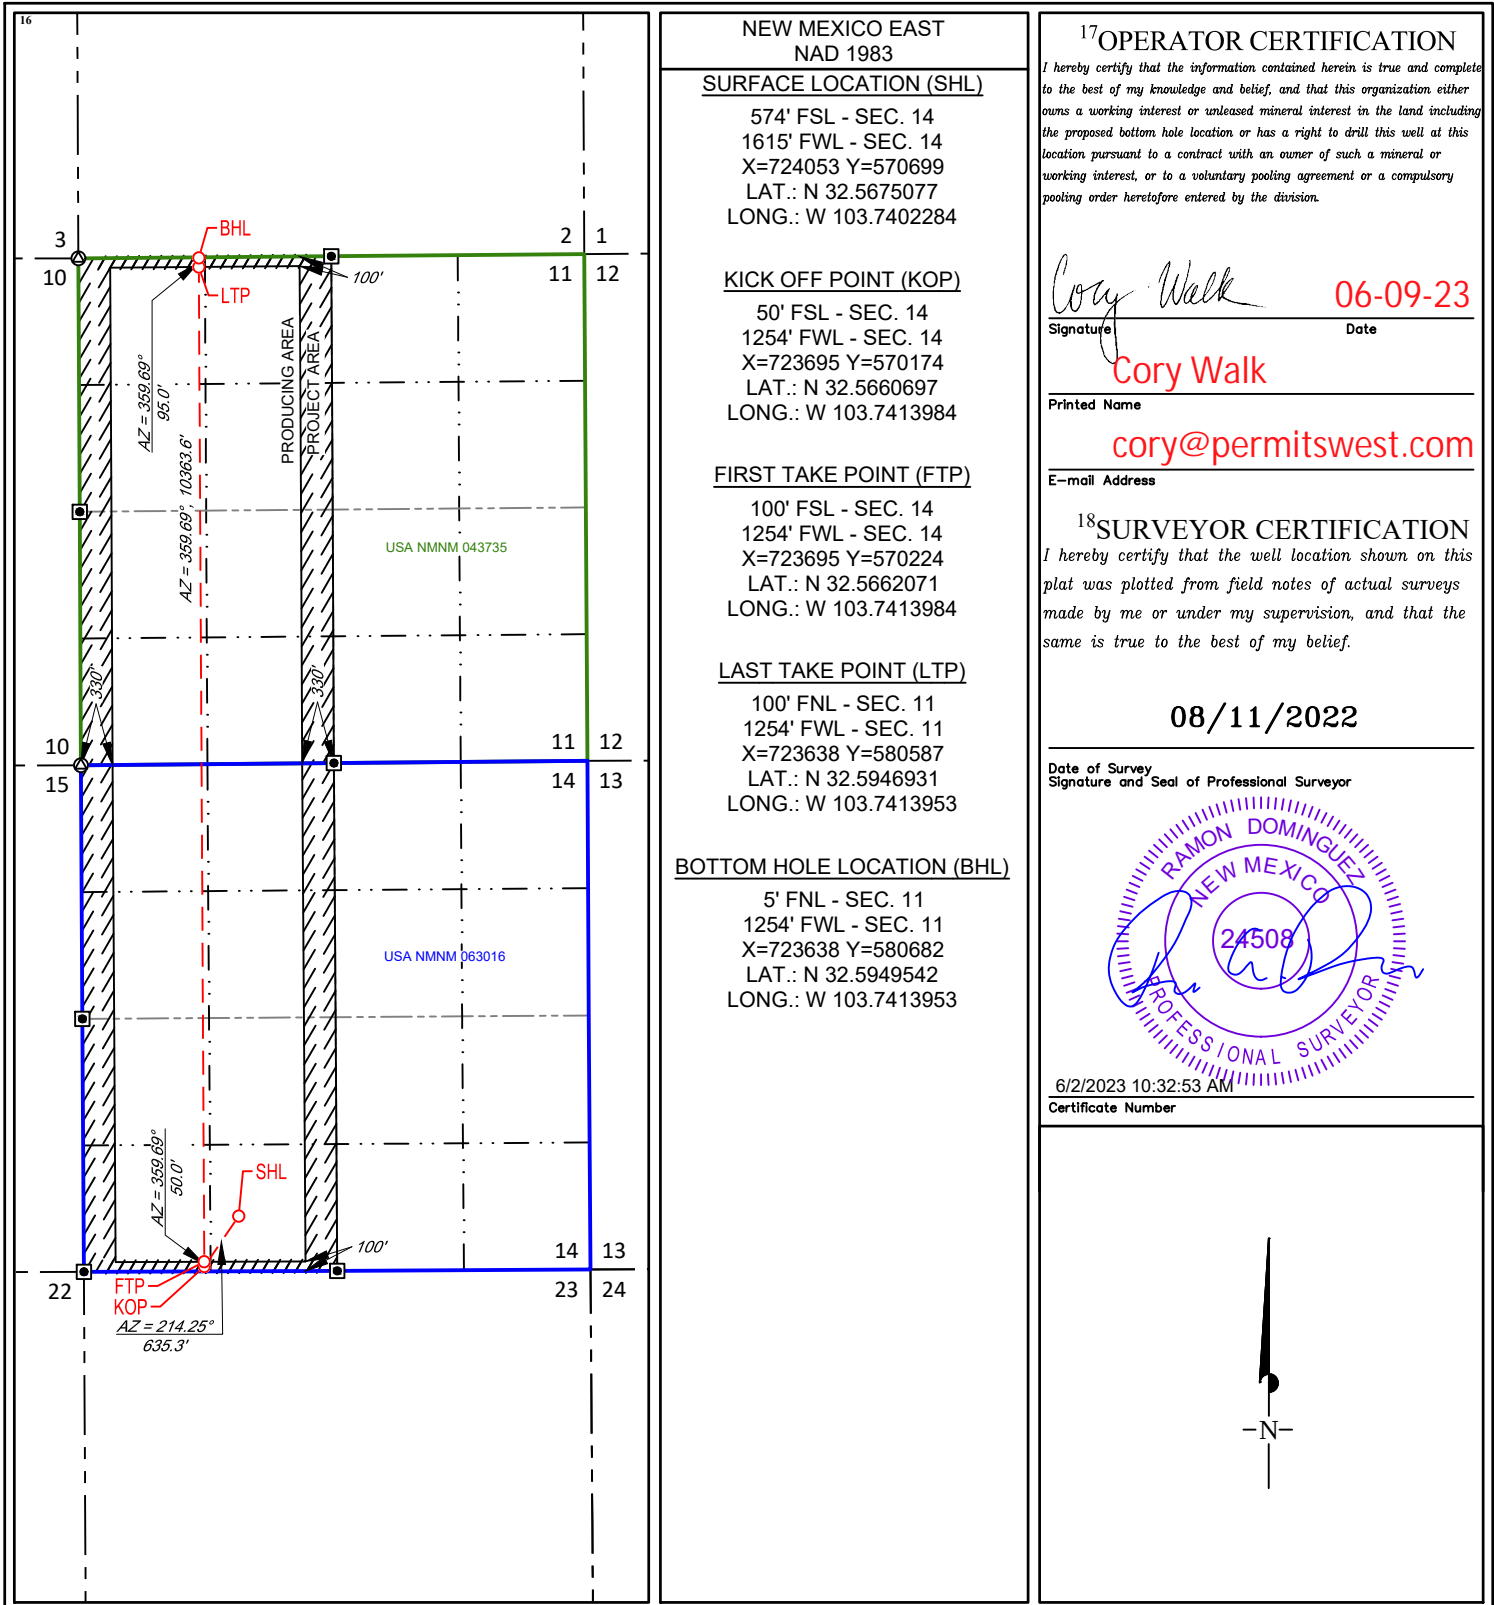 16
3
2
1
10
11
12
BHL
LTP
100'
AZ = 359.69°
95.0'
AZ = 359.69°, 10363.6'
PRODUCING AREA
PROJECT AREA
USA NMNM 043735
330'
330'
10
11
12
15
14
13
USA NMNM 063016
AZ = 359.69°
50.0'
SHL
100'
14
13
22
23
24
FTP
KOP
AZ = 214.25°
635.3'
NEW MEXICO EAST
NAD 1983
SURFACE LOCATION (SHL)
574' FSL - SEC. 14
1615' FWL - SEC. 14
X=724053 Y=570699
LAT.: N 32.5675077
LONG.: W 103.7402284
KICK OFF POINT (KOP)
50' FSL - SEC. 14
1254' FWL - SEC. 14
X=723695 Y=570174
LAT.: N 32.5660697
LONG.: W 103.7413984
FIRST TAKE POINT (FTP)
100' FSL - SEC. 14
1254' FWL - SEC. 14
X=723695 Y=570224
LAT.: N 32.5662071
LONG.: W 103.7413984
LAST TAKE POINT (LTP)
100' FNL - SEC. 11
1254' FWL - SEC. 11
X=723638 Y=580587
LAT.: N 32.5946931
LONG.: W 103.7413953
BOTTOM HOLE LOCATION (BHL)
5' FNL - SEC. 11
1254' FWL - SEC. 11
X=723638 Y=580682
LAT.: N 32.5949542
LONG.: W 103.7413953
17OPERATOR CERTIFICATION
I hereby certify that the information contained herein is true and complete
to the best of my knowledge and belief, and that this organization either
owns a working interest or unleased mineral interest in the land including
the proposed bottom hole location or has a right to drill this well at this
location pursuant to a contract with an owner of such a mineral or
working interest, or to a voluntary pooling agreement or a compulsory
pooling order heretofore entered by the division.
Cory Walk
06-09-23
Signature
Date
Cory Walk
Printed Name
cory@permitswest.com
E-mail Address
18SURVEYOR CERTIFICATION
I hereby certify that the well location shown on this
plat was plotted from field notes of actual surveys
made by me or under my supervision, and that the
same is true to the best of my belief.
08/11/2022
Date of Survey
Signature and Seal of Professional Surveyor
RAMON DOMINGUEZ
NEW MEXICO
24508
PROFESSIONAL SURVEYOR
6/2/2023 10:32:53 AM
Certificate Number
-N-